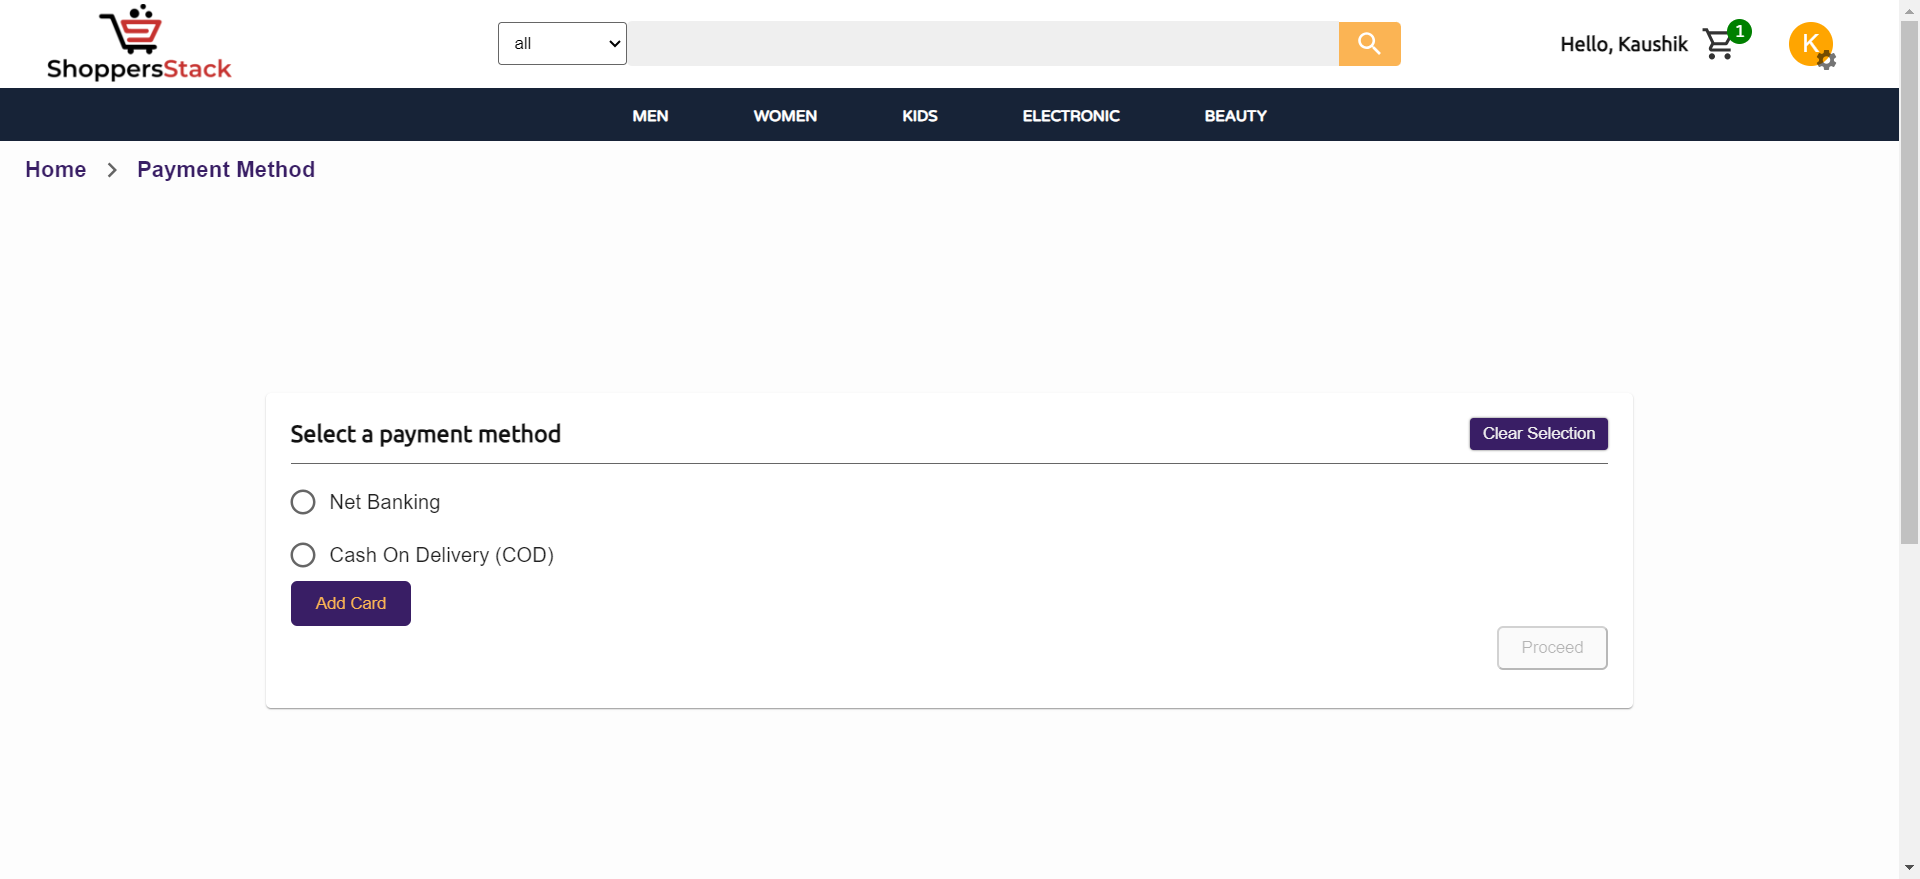 ShoppersStack
all
Hello, Kaushik
1
K
MEN WOMEN KIDS ELECTRONIC BEAUTY
Home > Payment Method
Select a payment method
Clear Selection
Net Banking
Cash On Delivery (COD)
Add Card
Proceed